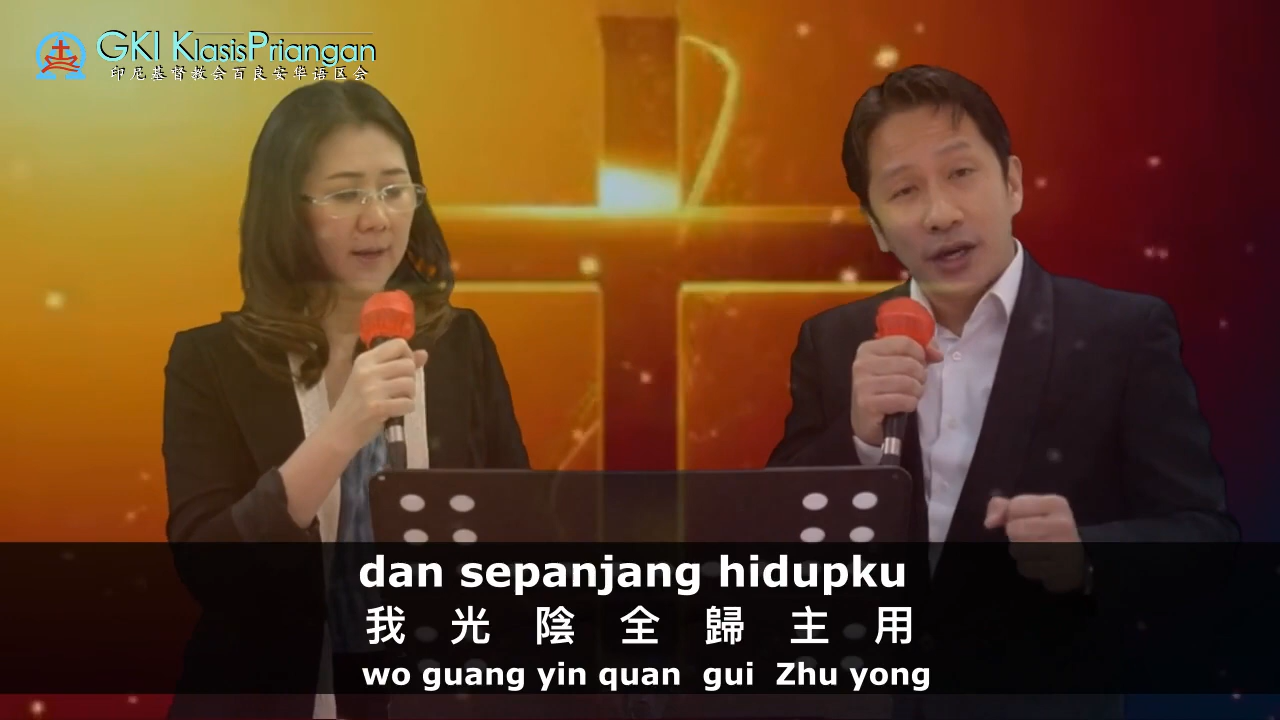 GKI KlasisPriangan
印尼基督教会百良安华语区会
dan sepanjang hidupku
我 光 陰 全 歸 主 用
wo guang yin quan gui Zhu yong